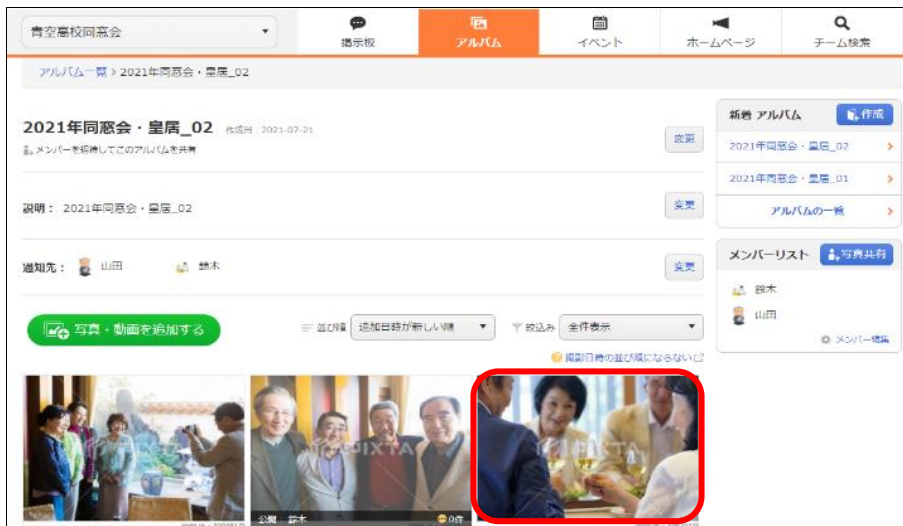 青空高校同窓会
掲示板
アルバム
イベント
ホームページ
チーム検索
アルバム一覧 > 2021年同窓会・皇居_02
2021年同窓会・皇居_02 作成日:2021-07-21
メンバーを招待してこのアルバムを共有
変更
説明: 2021年同窓会・皇居_02
変更
通知先: 山田 鈴木
変更
写真・動画を追加する
並び順 追加日時が新しい順
絞込み 全件表示
撮影日時の並び順にならない
PIXTA
PIXTA
公開: 鈴木
0件
PIXTA
新着 アルバム
作成
2021年同窓会・皇居_02
2021年同窓会・皇居_01
アルバムの一覧
メンバーリスト
写真共有
鈴木
山田
メンバー編集